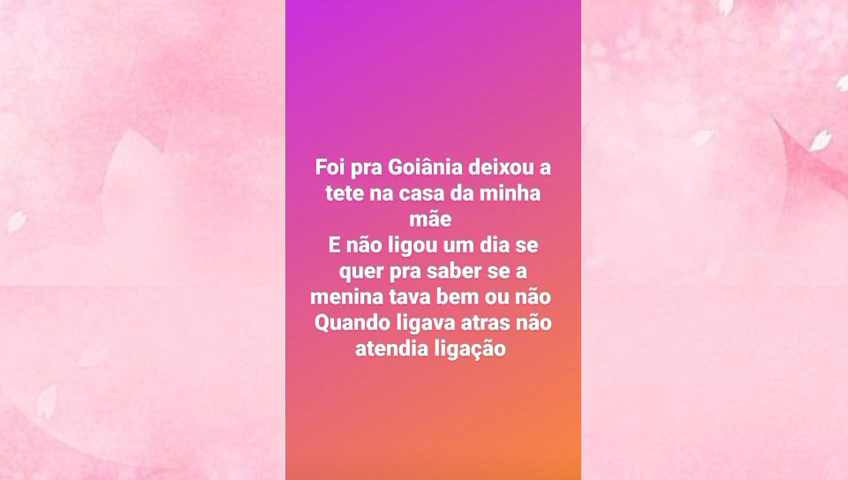 Foi pra Goiânia deixou a
tete na casa da minha
mãe
E não ligou um dia se
quer pra saber se a
menina tava bem ou não
Quando ligava atras não
atendia ligação